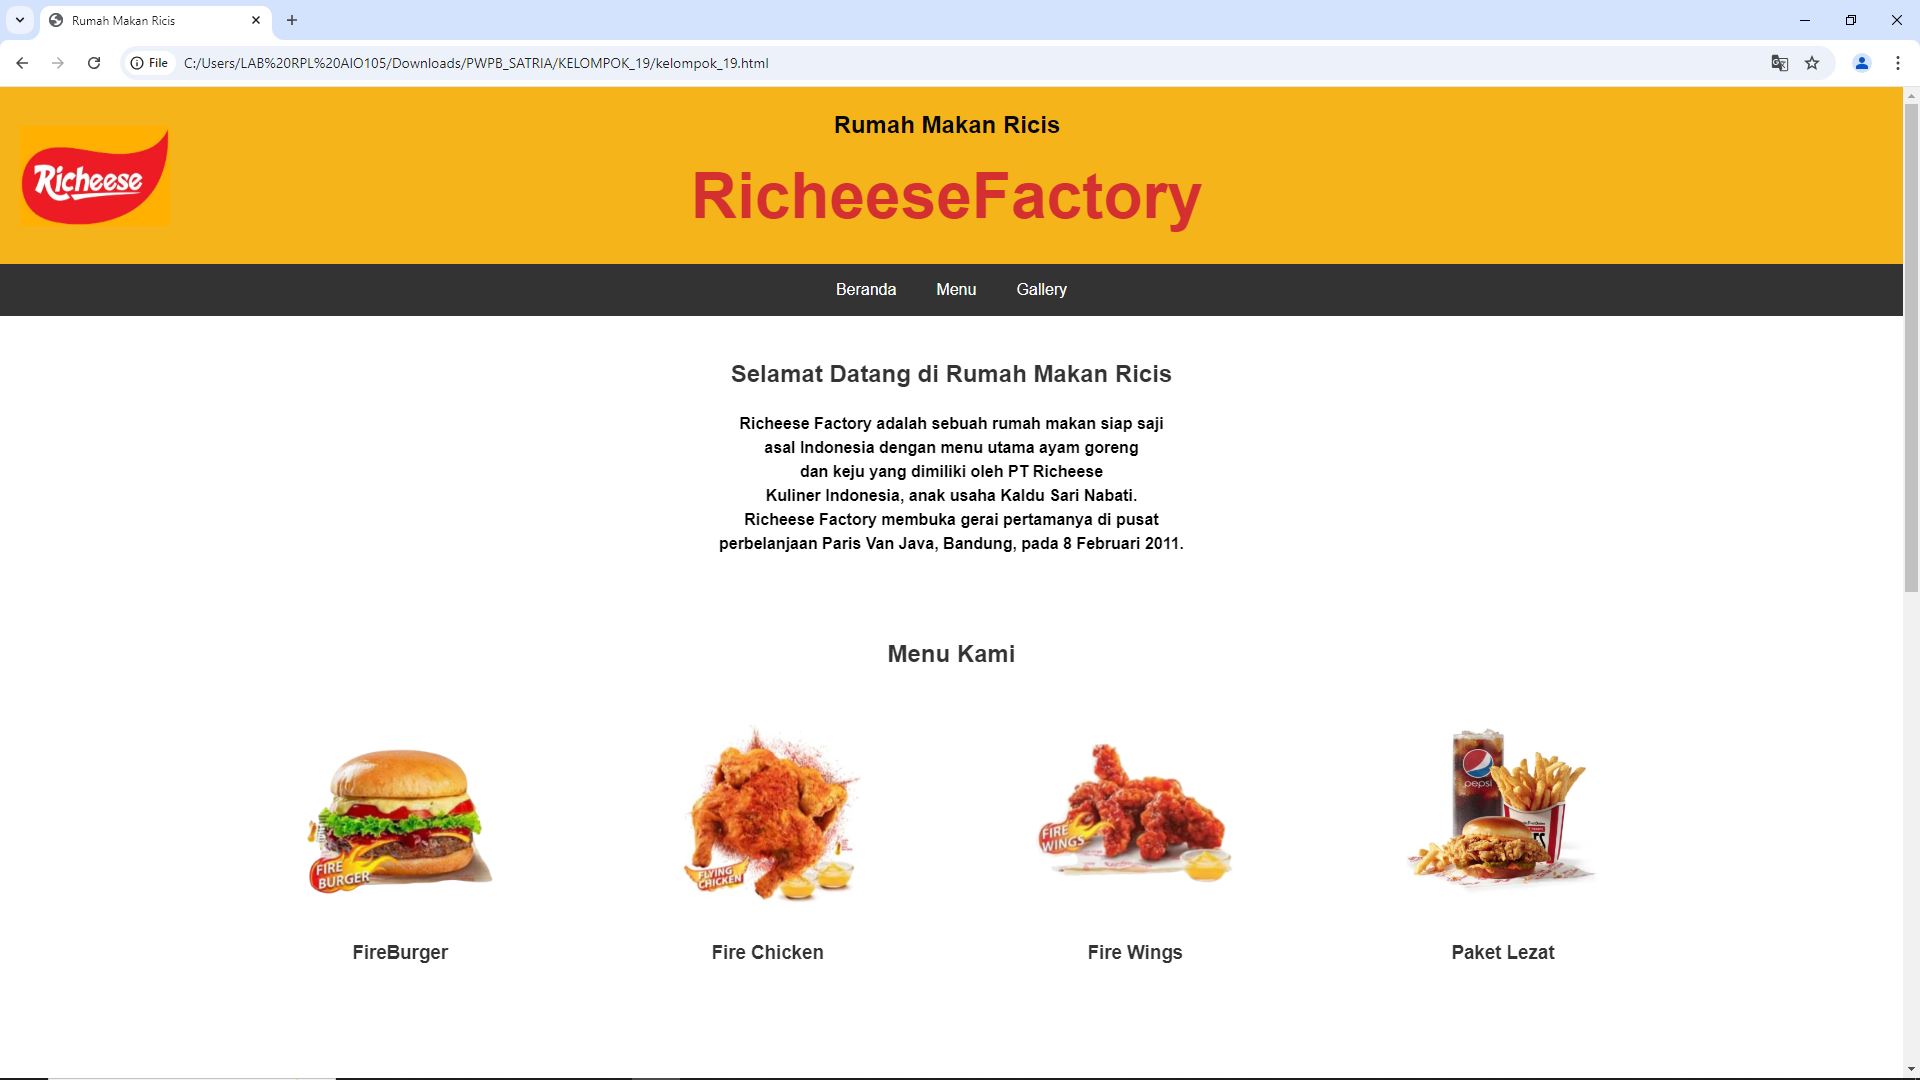 Rumah Makan Ricis
File
C:/Users/LAB%20RPL%20AIO105/Downloads/PWPB_SATRIA/KELOMPOK_19/kelompok_19.html
Richeese
Rumah Makan Ricis
RicheeseFactory
Beranda Menu Gallery
Selamat Datang di Rumah Makan Ricis
Richeese Factory adalah sebuah rumah makan siap saji
asal Indonesia dengan menu utama ayam goreng
dan keju yang dimiliki oleh PT Richeese
Kuliner Indonesia, anak usaha Kaldu Sari Nabati.
Richeese Factory membuka gerai pertamanya di pusat
perbelanjaan Paris Van Java, Bandung, pada 8 Februari 2011.
Menu Kami
FIRE
BURGER
FLYING
CHICKEN
FIRE
WINGS
pepsi
FireBurger
Fire Chicken
Fire Wings
Paket Lezat